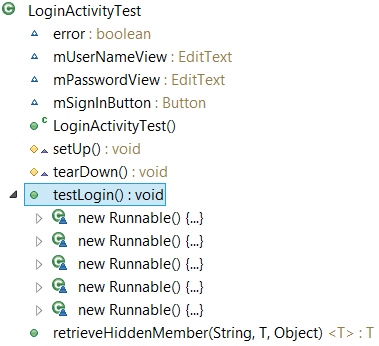 LoginActivityTest
error : boolean
mUserNameView : EditText
mPasswordView : EditText
mSignInButton : Button
LoginActivityTest()
setUp() : void
tearDown() : void
testLogin() : void
new Runnable() {...}
new Runnable() {...}
new Runnable() {...}
new Runnable() {...}
new Runnable() {...}
retrieveHiddenMember(String, T, Object) <T> : T